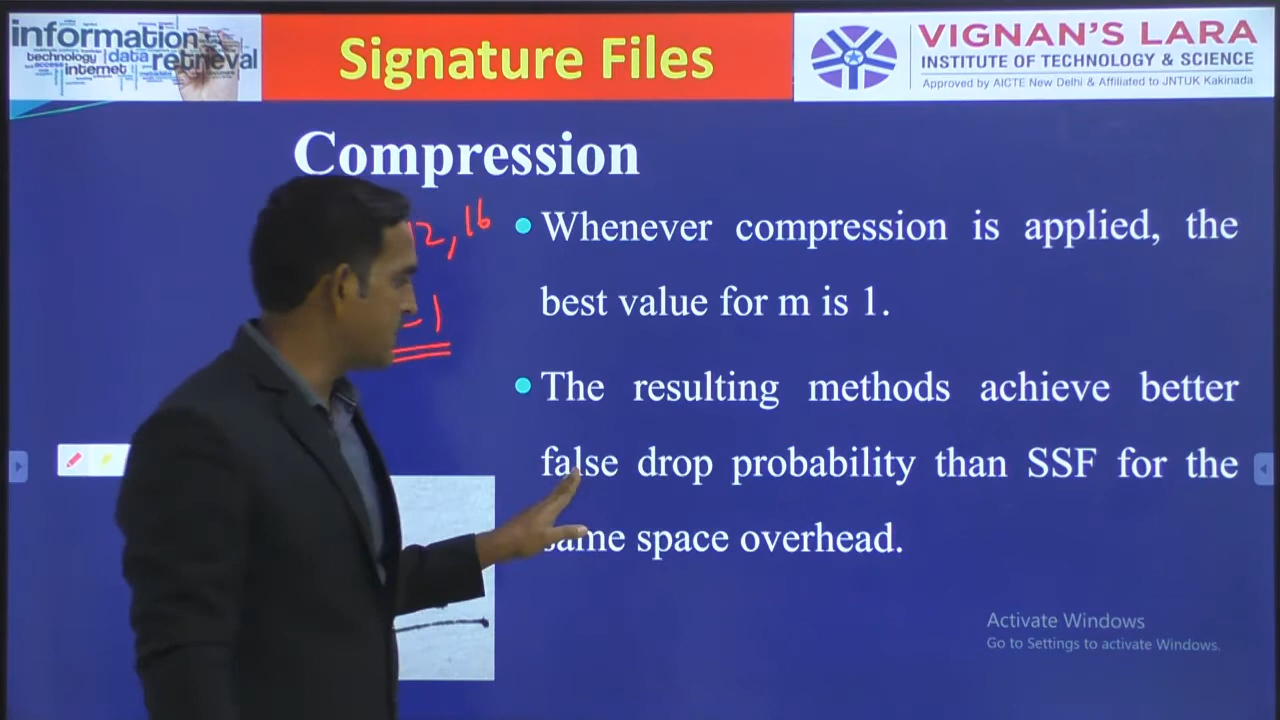 information
technology data retrieval
internet
Signature Files
VIGNAN'S LARA
INSTITUTE OF TECHNOLOGY & SCIENCE
Approved by AICTE New Delhi & Affiliated to JNTUK Kakinada
Compression
12, 16
-1
Whenever compression is applied, the
best value for m is 1.
The resulting methods achieve better
false drop probability than SSF for the
same space overhead.
Activate Windows
Go to Settings to activate Windows.